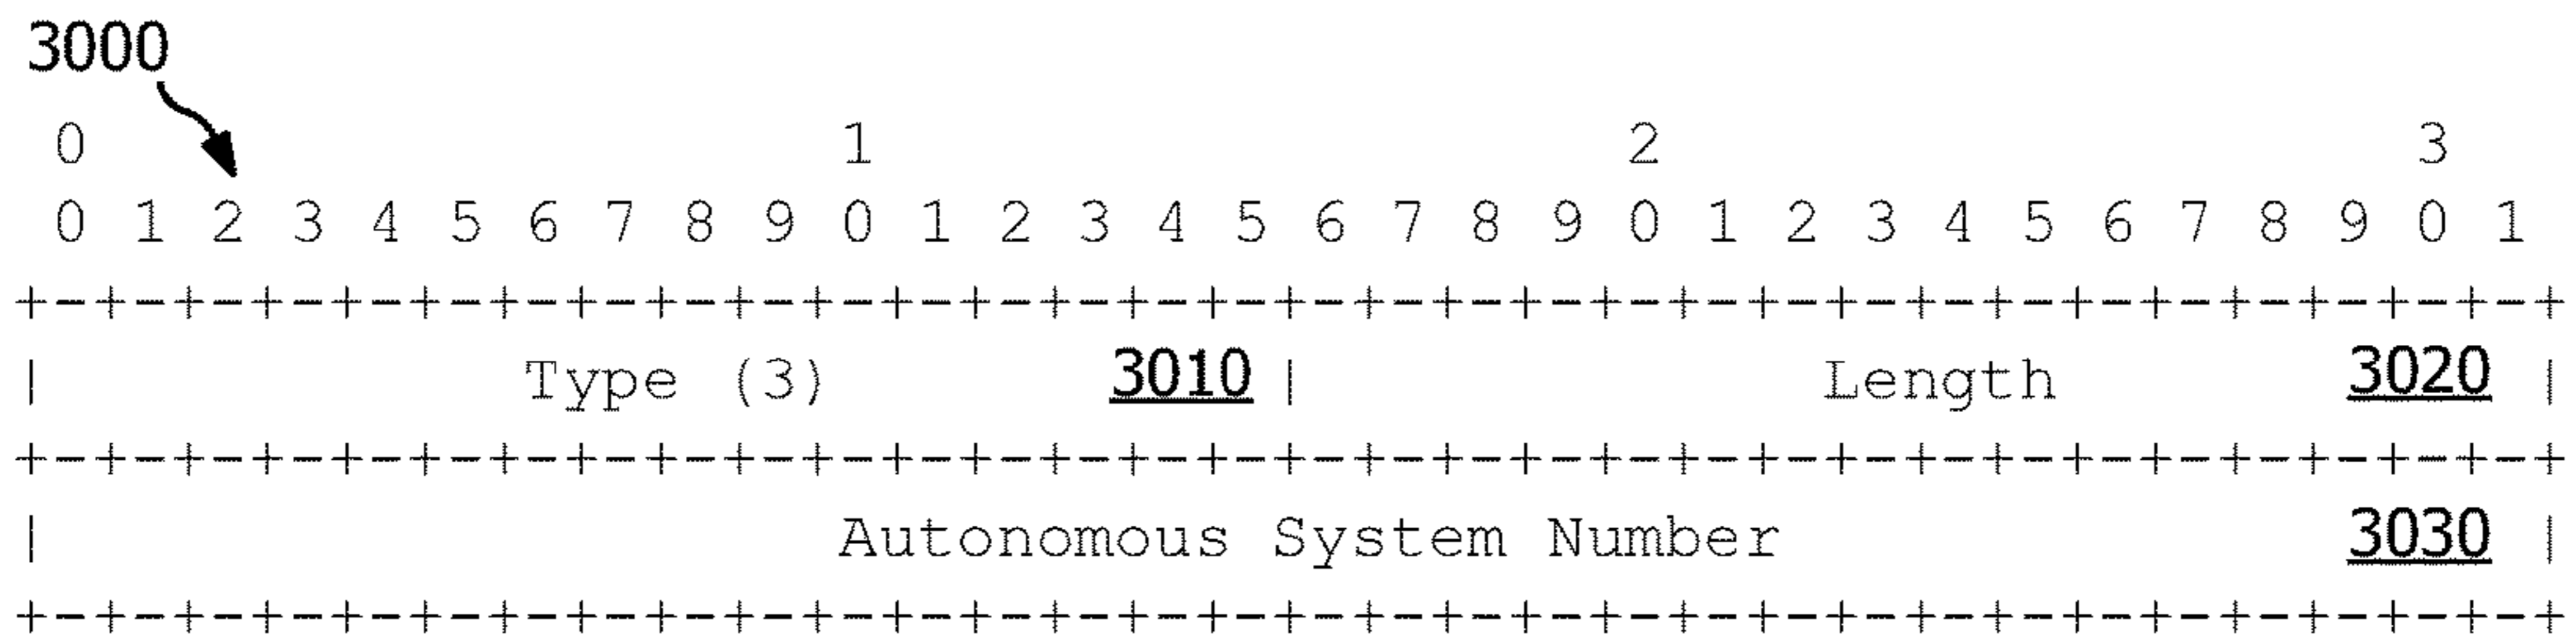 3000
0 1 2 3
0 1 2 3 4 5 6 7 8 9 0 1 2 3 4 5 6 7 8 9 0 1 2 3 4 5 6 7 8 9 0 1
+-+-+-+-+-+-+-+-+-+-+-+-+-+-+-+-+-+-+-+-+-+-+-+-+-+-+-+-+-+-+-+-+
| Type (3) 3010 | Length 3020 |
+-+-+-+-+-+-+-+-+-+-+-+-+-+-+-+-+-+-+-+-+-+-+-+-+-+-+-+-+-+-+-+-+
| Autonomous System Number 3030 |
+-+-+-+-+-+-+-+-+-+-+-+-+-+-+-+-+-+-+-+-+-+-+-+-+-+-+-+-+-+-+-+-+